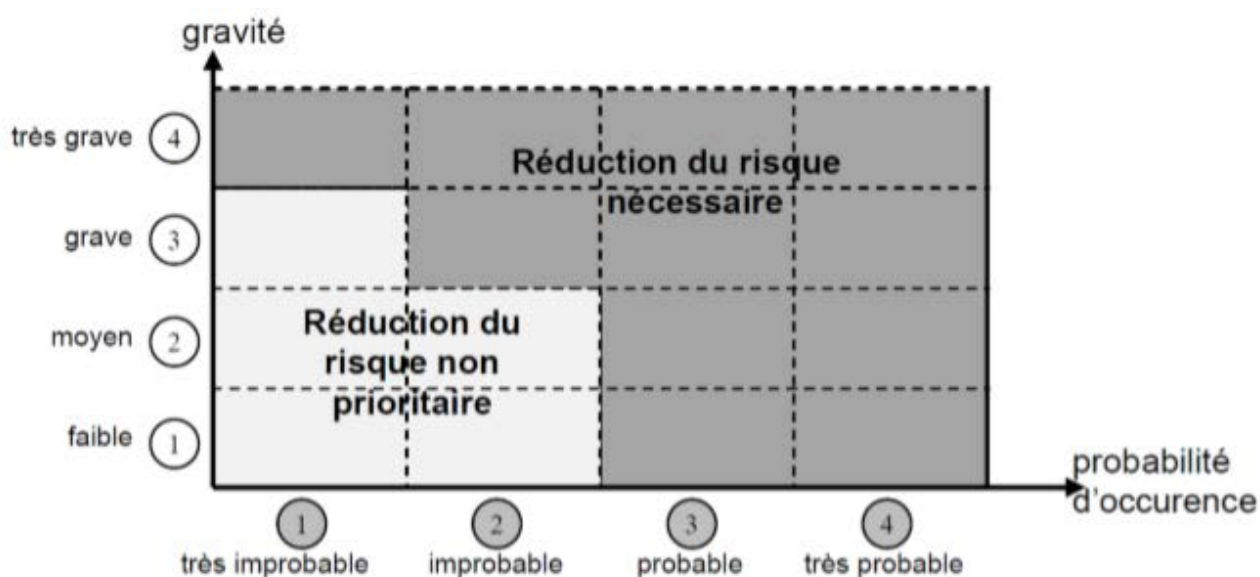 gravité
très grave 4
Réduction du risque
nécessaire
grave 3
Réduction du
moyen 2
risque non
prioritaire
faible 1
probabilité
d'occurence
1 2 3 4
très improbable improbable probable très probable